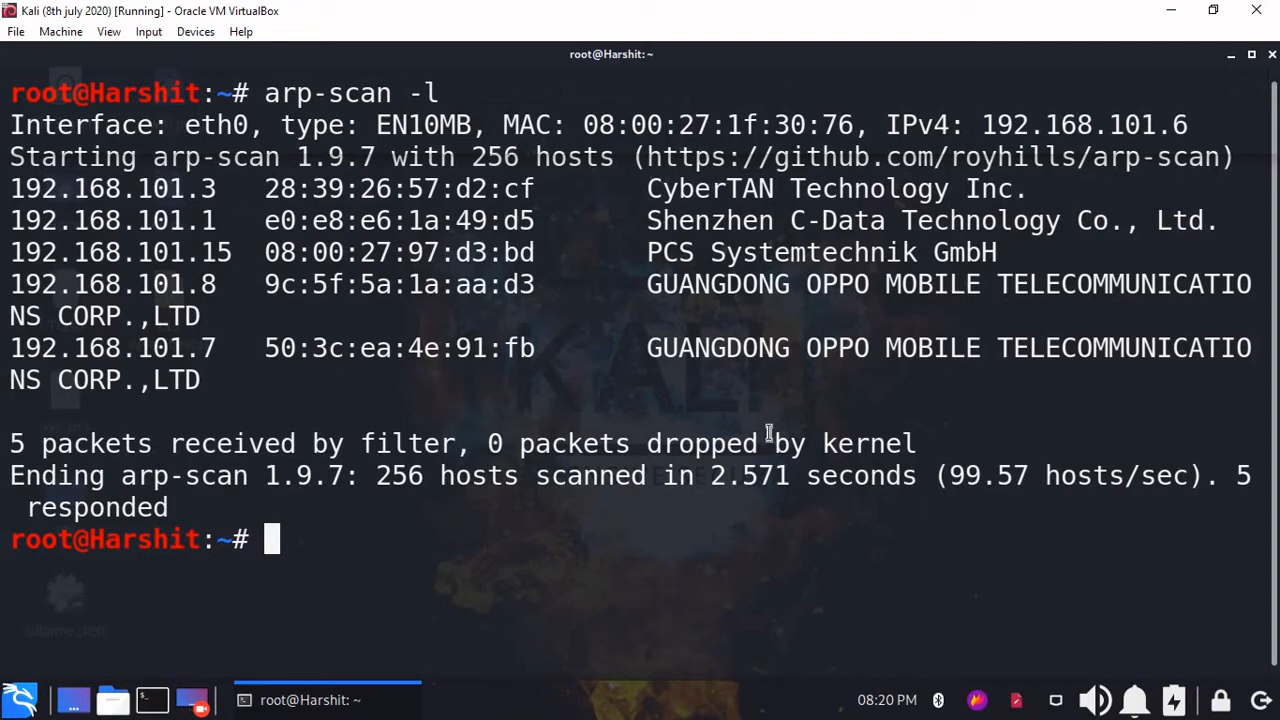 Kali (8th july 2020) [Running] - Oracle VM VirtualBox
File Machine View Input Devices Help
root@Harshit: ~
root@Harshit:~# arp-scan -l
Interface: eth0, type: EN10MB, MAC: 08:00:27:1f:30:76, IPv4: 192.168.101.6
Starting arp-scan 1.9.7 with 256 hosts (https://github.com/royhills/arp-scan)
192.168.101.3 28:39:26:57:d2:cf CyberTAN Technology Inc.
192.168.101.1 e0:e8:e6:1a:49:d5 Shenzhen C-Data Technology Co., Ltd.
192.168.101.15 08:00:27:97:d3:bd PCS Systemtechnik GmbH
192.168.101.8 9c:5f:5a:1a:aa:d3 GUANGDONG OPPO MOBILE TELECOMMUNICATIO
NS CORP.,LTD
192.168.101.7 50:3c:ea:4e:91:fb GUANGDONG OPPO MOBILE TELECOMMUNICATIO
NS CORP.,LTD
KALI
5 packets received by filter, 0 packets dropped by kernel
Ending arp-scan 1.9.7: 256 hosts scanned in 2.571 seconds (99.57 hosts/sec). 5
responded
root@Harshit:~#
root@Harshit: ~
08:20 PM